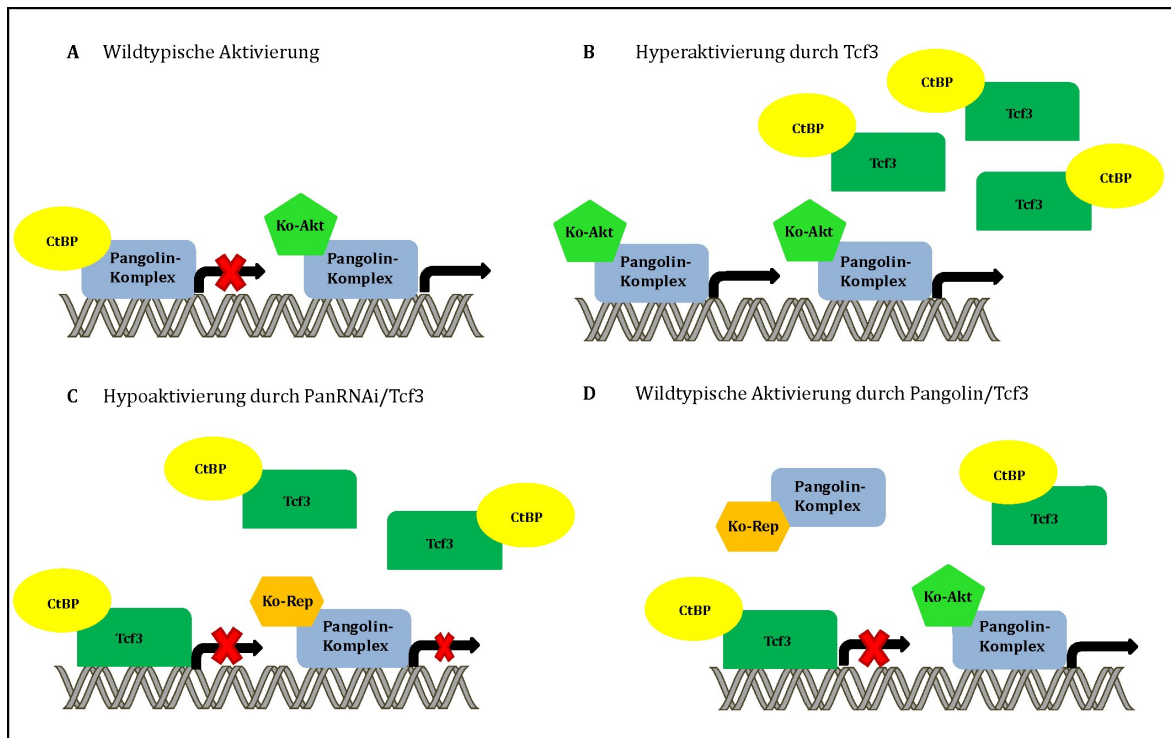 A Wildtypische Aktivierung
CtBP
Pangolin-
Komplex
Ko-Akt
Pangolin-
Komplex
B Hyperaktivierung durch Tcf3
CtBP
Tcf3
CtBP
Tcf3
CtBP
Tcf3
Ko-Akt
Pangolin-
Komplex
Ko-Akt
Pangolin-
Komplex
C Hypoaktivierung durch PanRNAi/Tcf3
CtBP
Tcf3
CtBP
Tcf3
CtBP
Tcf3
Ko-Rep
Pangolin-
Komplex
D Wildtypische Aktivierung durch Pangolin/Tcf3
Pangolin-
Komplex
Ko-Rep
CtBP
Tcf3
CtBP
Tcf3
Ko-Akt
Pangolin-
Komplex